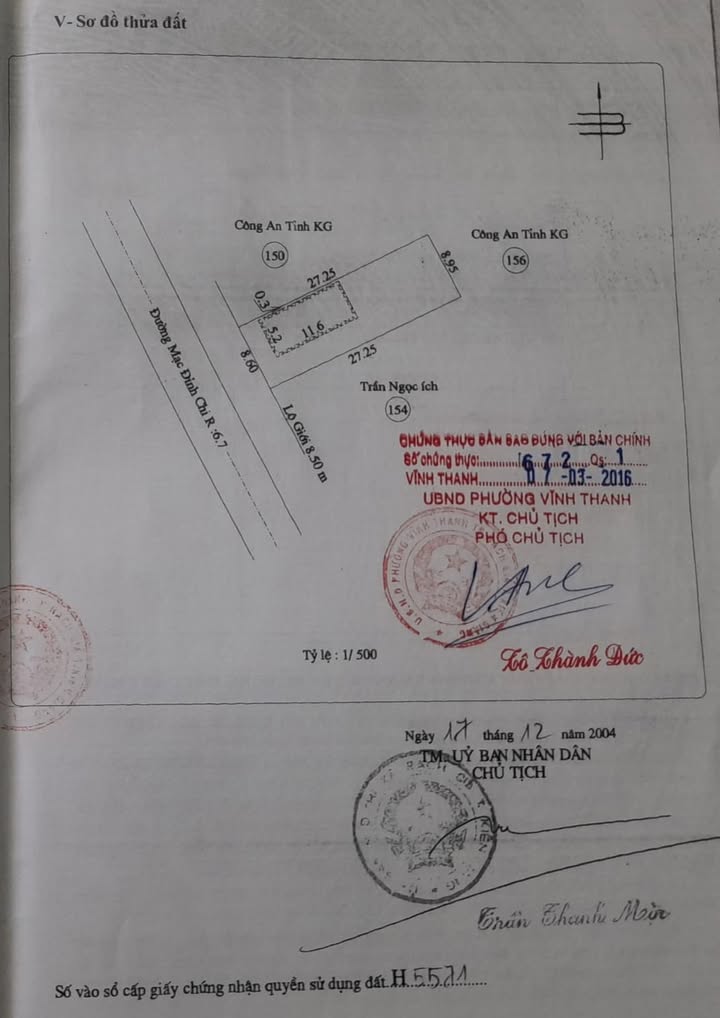 V- Sơ đồ thửa đất
B
Công An Tỉnh KG
150
Công An Tỉnh KG
156
27.25
8.95
0.3
5.2
11.6
8.60
27.25
Trần Ngọc ích
154
Đường Mạc Đỉnh Chi R :6.7
Lộ Giới 8.50 m
CHỨNG THỰC BẢN SAO ĐÚNG VỚI BẢN CHÍNH
Số chứng thực:............672...Qs:..1......
VĨNH THANH.........07 -03- 2016......
UBND PHƯỜNG VĨNH THANH
KT. CHỦ TỊCH
PHÓ CHỦ TỊCH
Tô Thành Đức
Tỷ lệ : 1/ 500
Ngày 17 tháng 12 năm 2004
TM. UỶ BAN NHÂN DÂN
CHỦ TỊCH
Trần Thanh
Số vào sổ cấp giấy chứng nhận quyền sử dụng đất.H 5571......